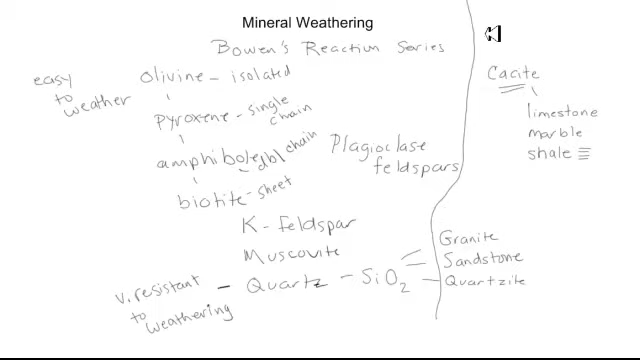 Mineral Weathering
Bowen's Reaction Series
easy
to
weather
Olivine - isolated
Pyroxene - single
chain
amphibole - dbl chain
biotite - sheet
Plagioclase
feldspars
K - feldspar
Muscovite
v. resistant
to
weathering
- Quartz - SiO2
Granite
Sandstone
Quartzite
Cacite
limestone
marble
shale